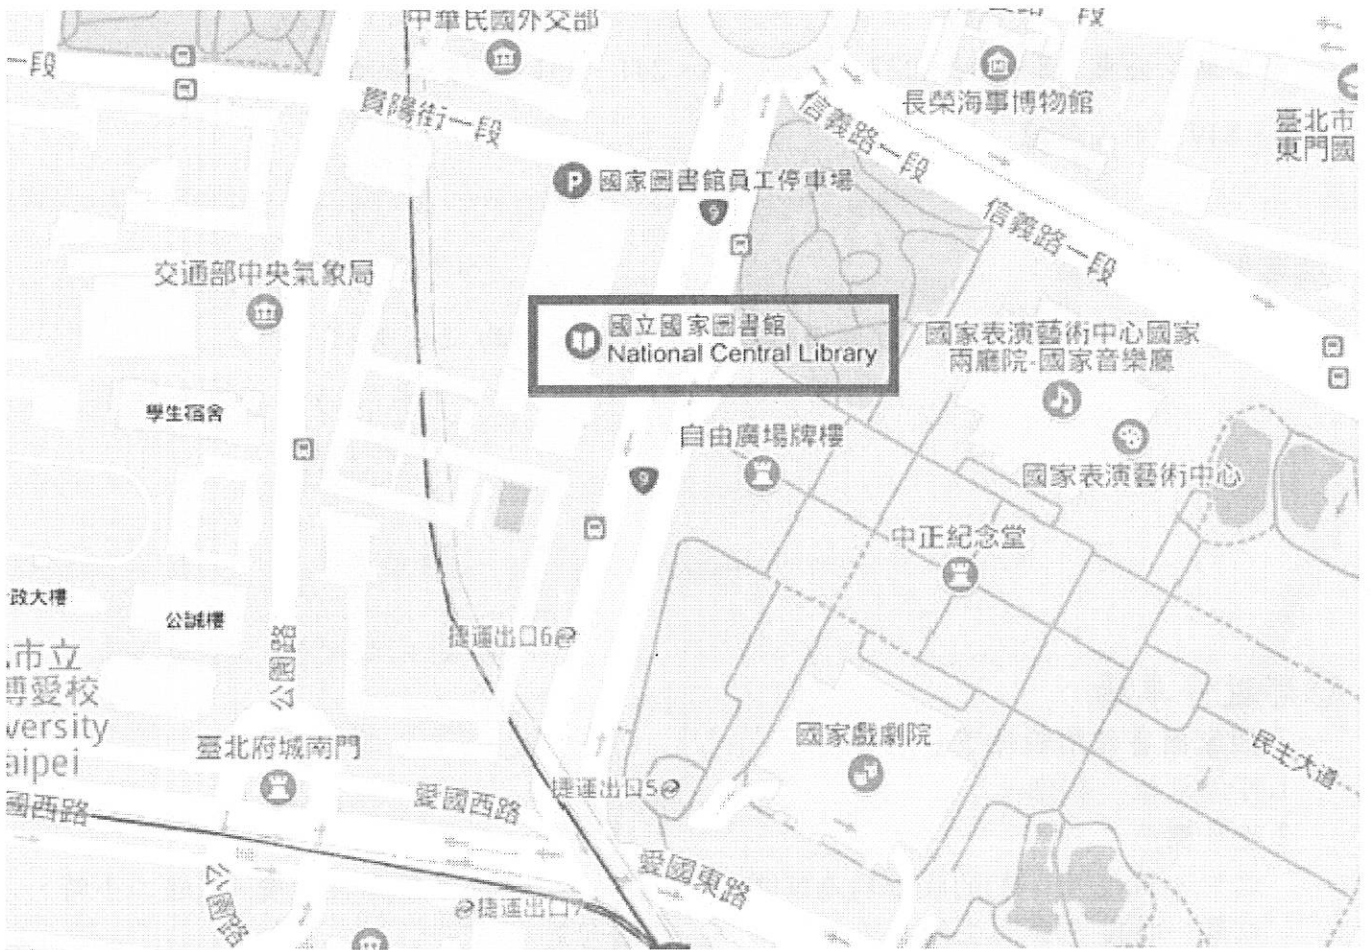 中華民國外交部
一段
貴陽街一段
長榮海事博物館
信義路一段
臺北市
東門國
國家圖書館員工停車場
9
信義路一段
交通部中央氣象局
國立國家圖書館
National Central Library
國家表演藝術中心國家
兩廳院-國家音樂廳
學生宿舍
自由廣場牌樓
9
國家表演藝術中心
中正紀念堂
政大樓
公誠樓
捷運出口6
公園路
市立
博愛校
versity
aipei
臺北府城南門
國家戲劇院
民主大道
國西路
愛國西路
捷運出口5
愛國東路
公園路
捷運出口7